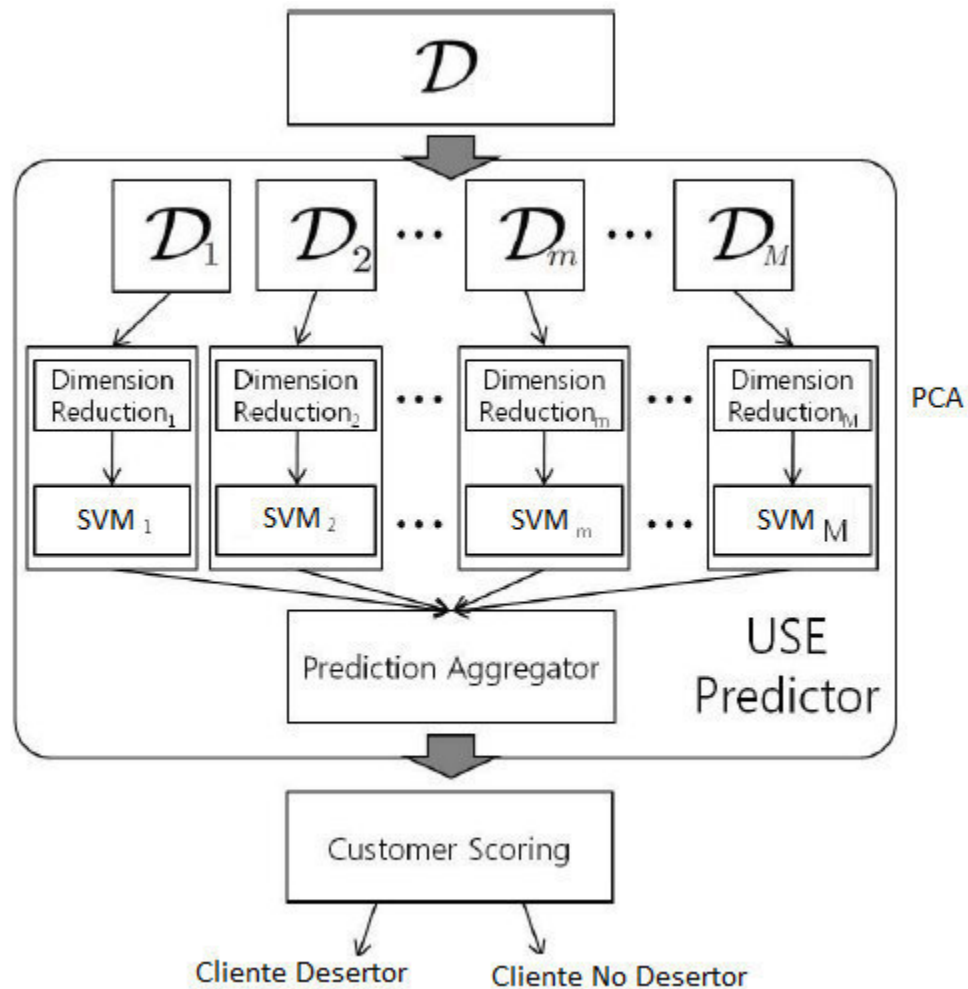 𝒟
𝒟1 𝒟2 ... 𝒟m ... 𝒟M
Dimension
Reduction1
Dimension
Reduction2
...
Dimension
Reductionm
...
Dimension
ReductionM
PCA
SVM 1
SVM 2
...
SVM m
...
SVM M
Prediction Aggregator
USE
Predictor
Customer Scoring
Cliente Desertor
Cliente No Desertor